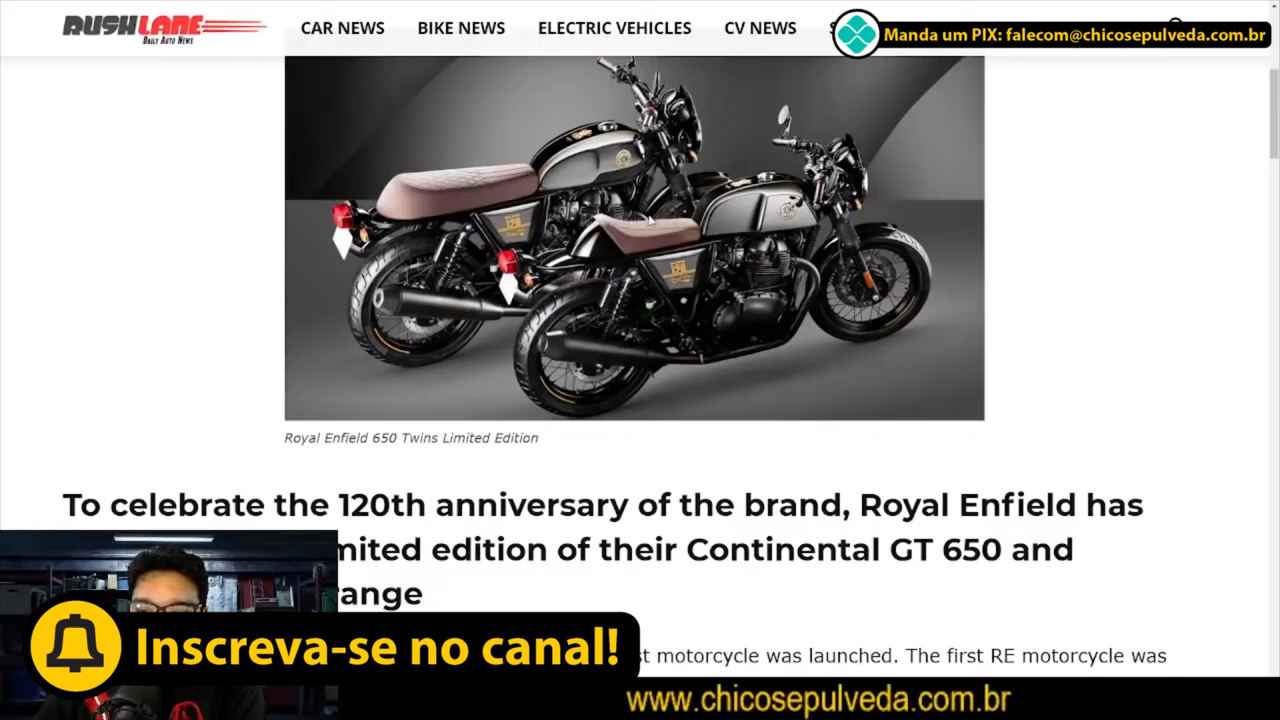 RUSHLANE
DAILY AUTO NEWS
CAR NEWS
BIKE NEWS
ELECTRIC VEHICLES
CV NEWS
Manda um PIX: falecom@chicosepulveda.com.br
120
120
Royal Enfield 650 Twins Limited Edition
To celebrate the 120th anniversary of the brand, Royal Enfield has
mited edition of their Continental GT 650 and
range
Inscreva-se no canal!
st motorcycle was launched. The first RE motorcycle was
www.chicosepulveda.com.br